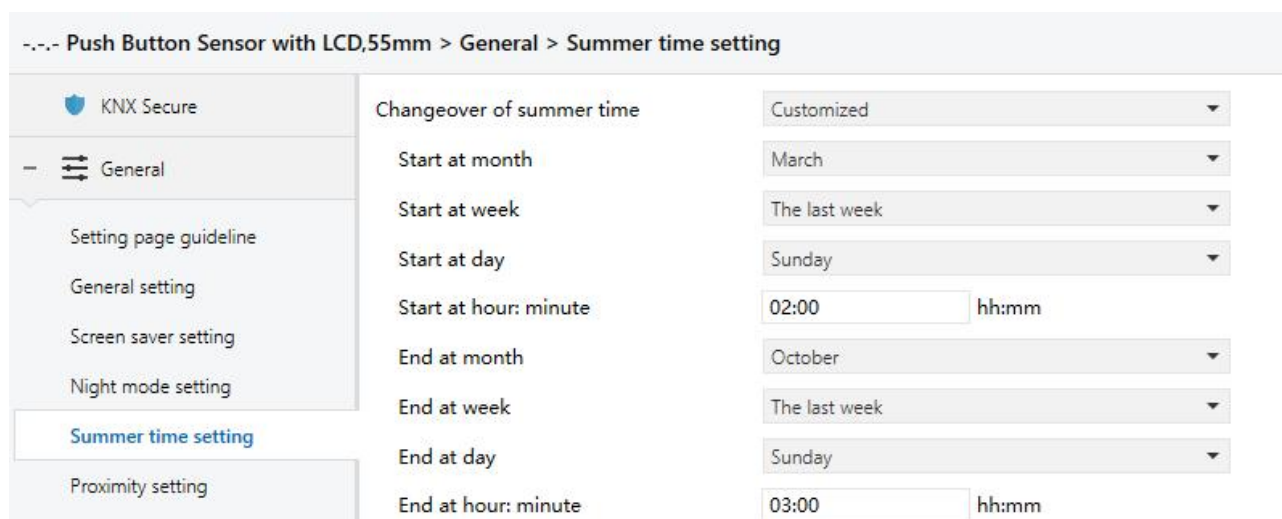 -.-.- Push Button Sensor with LCD,55mm > General > Summer time setting
KNX Secure
General
Setting page guideline
General setting
Screen saver setting
Night mode setting
Summer time setting
Proximity setting
Changeover of summer time Customized
Start at month March
Start at week The last week
Start at day Sunday
Start at hour: minute 02:00 hh:mm
End at month October
End at week The last week
End at day Sunday
End at hour: minute 03:00 hh:mm